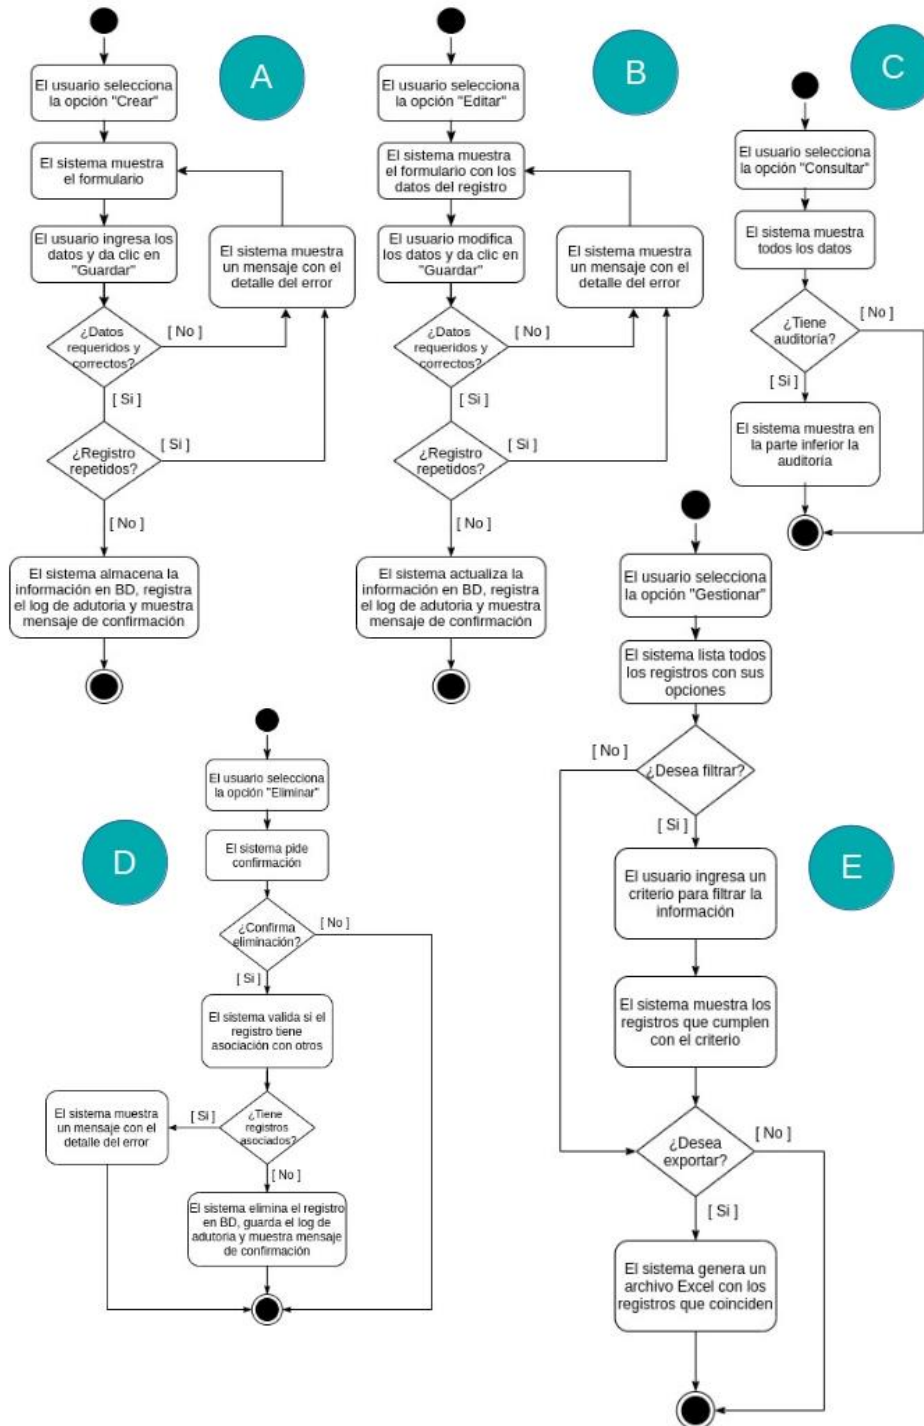 A
El usuario selecciona
la opción "Crear"
El sistema muestra
el formulario
El usuario ingresa los
datos y da clic en
"Guardar"
El sistema muestra
un mensaje con el
detalle del error
¿Datos
requeridos y
correctos?
[ No ]
[ Si ]
¿Registro
repetidos?
[ Si ]
[ No ]
El sistema almacena la
información en BD, registra
el log de adutoria y muestra
mensaje de confirmación
B
El usuario selecciona
la opción "Editar"
El sistema muestra
el formulario con los
datos del registro
El usuario modifica
los datos y da clic
en "Guardar"
El sistema muestra
un mensaje con el
detalle del error
¿Datos
requeridos y
correctos?
[ No ]
[ Si ]
¿Registro
repetidos?
[ Si ]
[ No ]
El sistema actualiza la
información en BD, registra
el log de adutoria y muestra
mensaje de confirmación
C
El usuario selecciona
la opción "Consultar"
El sistema muestra
todos los datos
¿Tiene
auditoría?
[ No ]
[ Si ]
El sistema muestra en
la parte inferior la
auditoría
D
El usuario selecciona
la opción "Eliminar"
El sistema pide
confirmación
¿Confirma
eliminación?
[ No ]
[ Si ]
El sistema valida si el
registro tiene
asociación con otros
¿Tiene
registros
asociados?
[ Si ]
El sistema muestra
un mensaje con el
detalle del error
[ No ]
El sistema elimina el registro
en BD, guarda el log de
adutoria y muestra mensaje
de confirmación
E
El usuario selecciona
la opción "Gestionar"
El sistema lista todos
los registros con sus
opciones
[ No ]
¿Desea filtrar?
[ Si ]
El usuario ingresa un
criterio para filtrar la
información
El sistema muestra los
registros que cumplen
con el criterio
¿Desea
exportar?
[ No ]
[ Si ]
El sistema genera un
archivo Excel con los
registros que coinciden